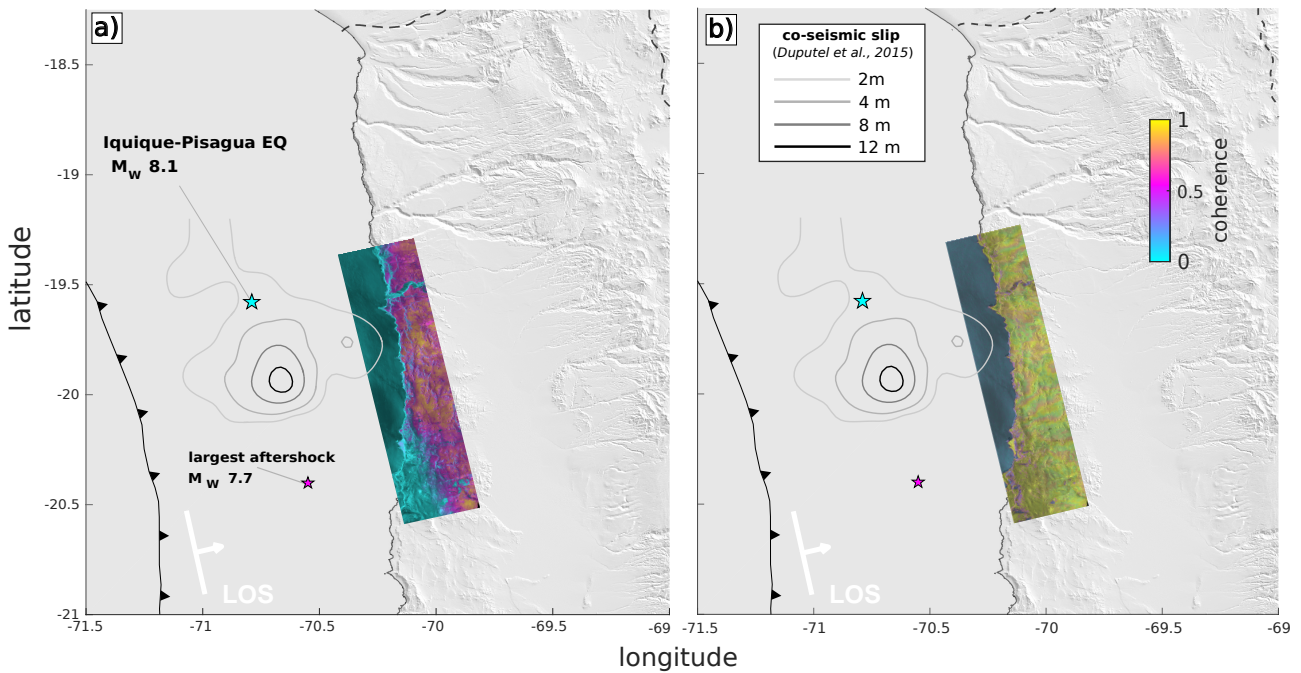 a)
Iquique-Pisagua EQ
MW 8.1
largest aftershock
MW 7.7
LOS
-18.5
-19
-19.5
-20
-20.5
-21
-71.5
-71
-70.5
-70
-69.5
-69
latitude
b)
co-seismic slip
(Duputel et al., 2015)
2m
4 m
8 m
12 m
1
0.5
0
coherence
LOS
-71.5
-71
-70.5
-70
-69.5
-69
longitude